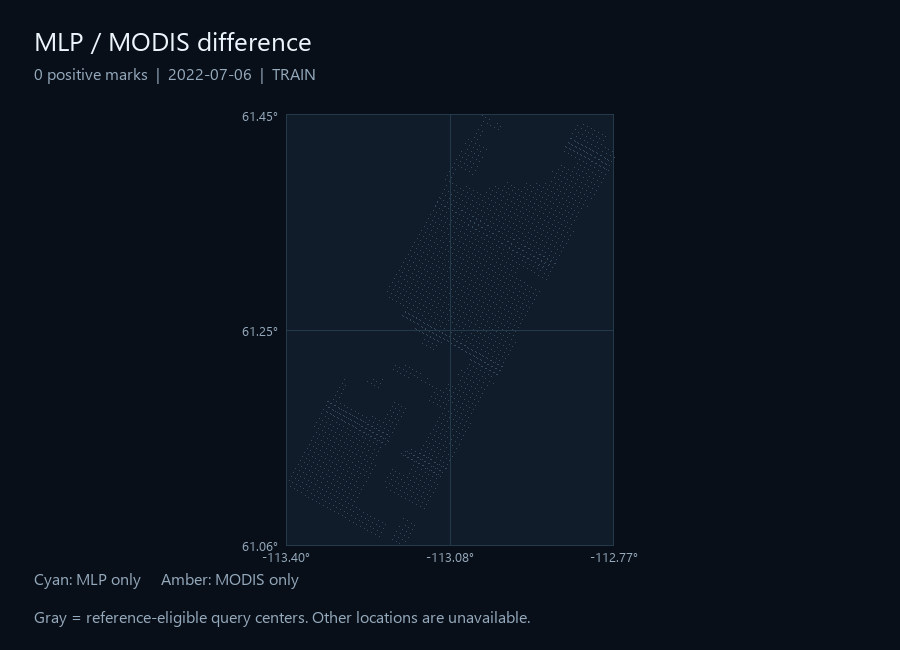 MLP / MODIS difference
0 positive marks | 2022-07-06 | TRAIN
61.45°
61.25°
61.06°
-113.40° -113.08° -112.77°
Cyan: MLP only Amber: MODIS only
Gray = reference-eligible query centers. Other locations are unavailable.